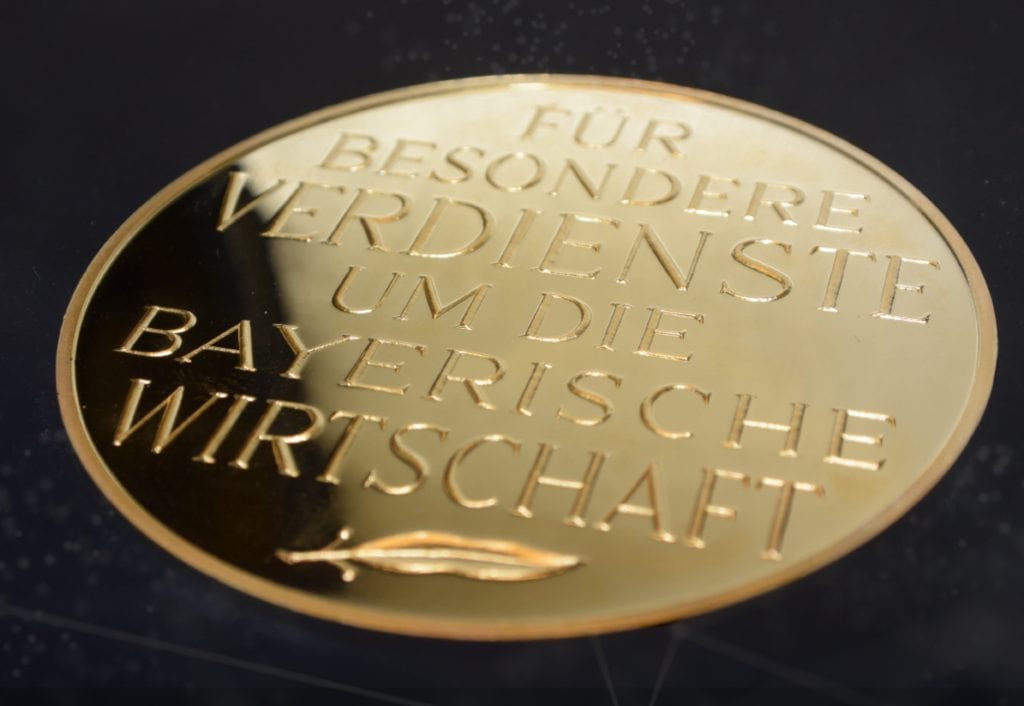 FÜR
BESONDERE
VERDIENSTE
UM DIE
BAYERISCHE
WIRTSCHAFT